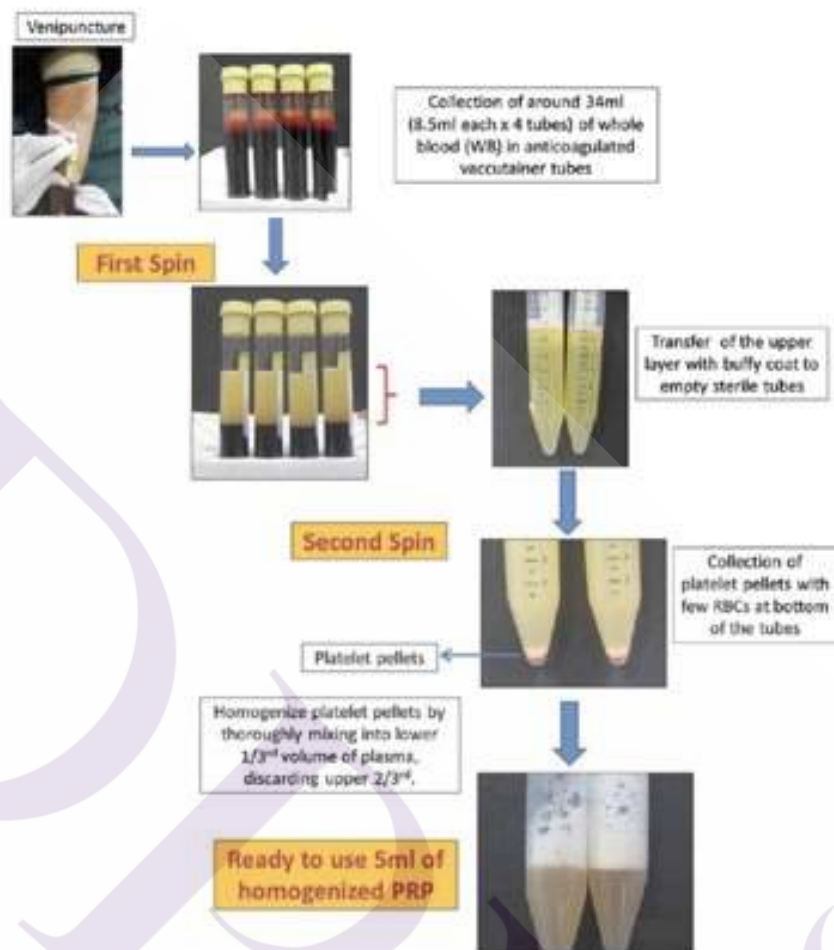 Venipuncture
Collection of around 34ml
(8.5ml each x 4 tubes) of whole
blood (WB) in anticoagulated
vaccutainer tubes
First Spin
Transfer of the upper
layer with buffy coat to
empty sterile tubes
Second Spin
Collection of
platelet pellets with
few RBCs at bottom
of the tubes
Platelet pellets
Homogenize platelet pellets by
thoroughly mixing into lower
1/3rd volume of plasma,
discarding upper 2/3rd.
Ready to use 5ml of
homogenized PRP